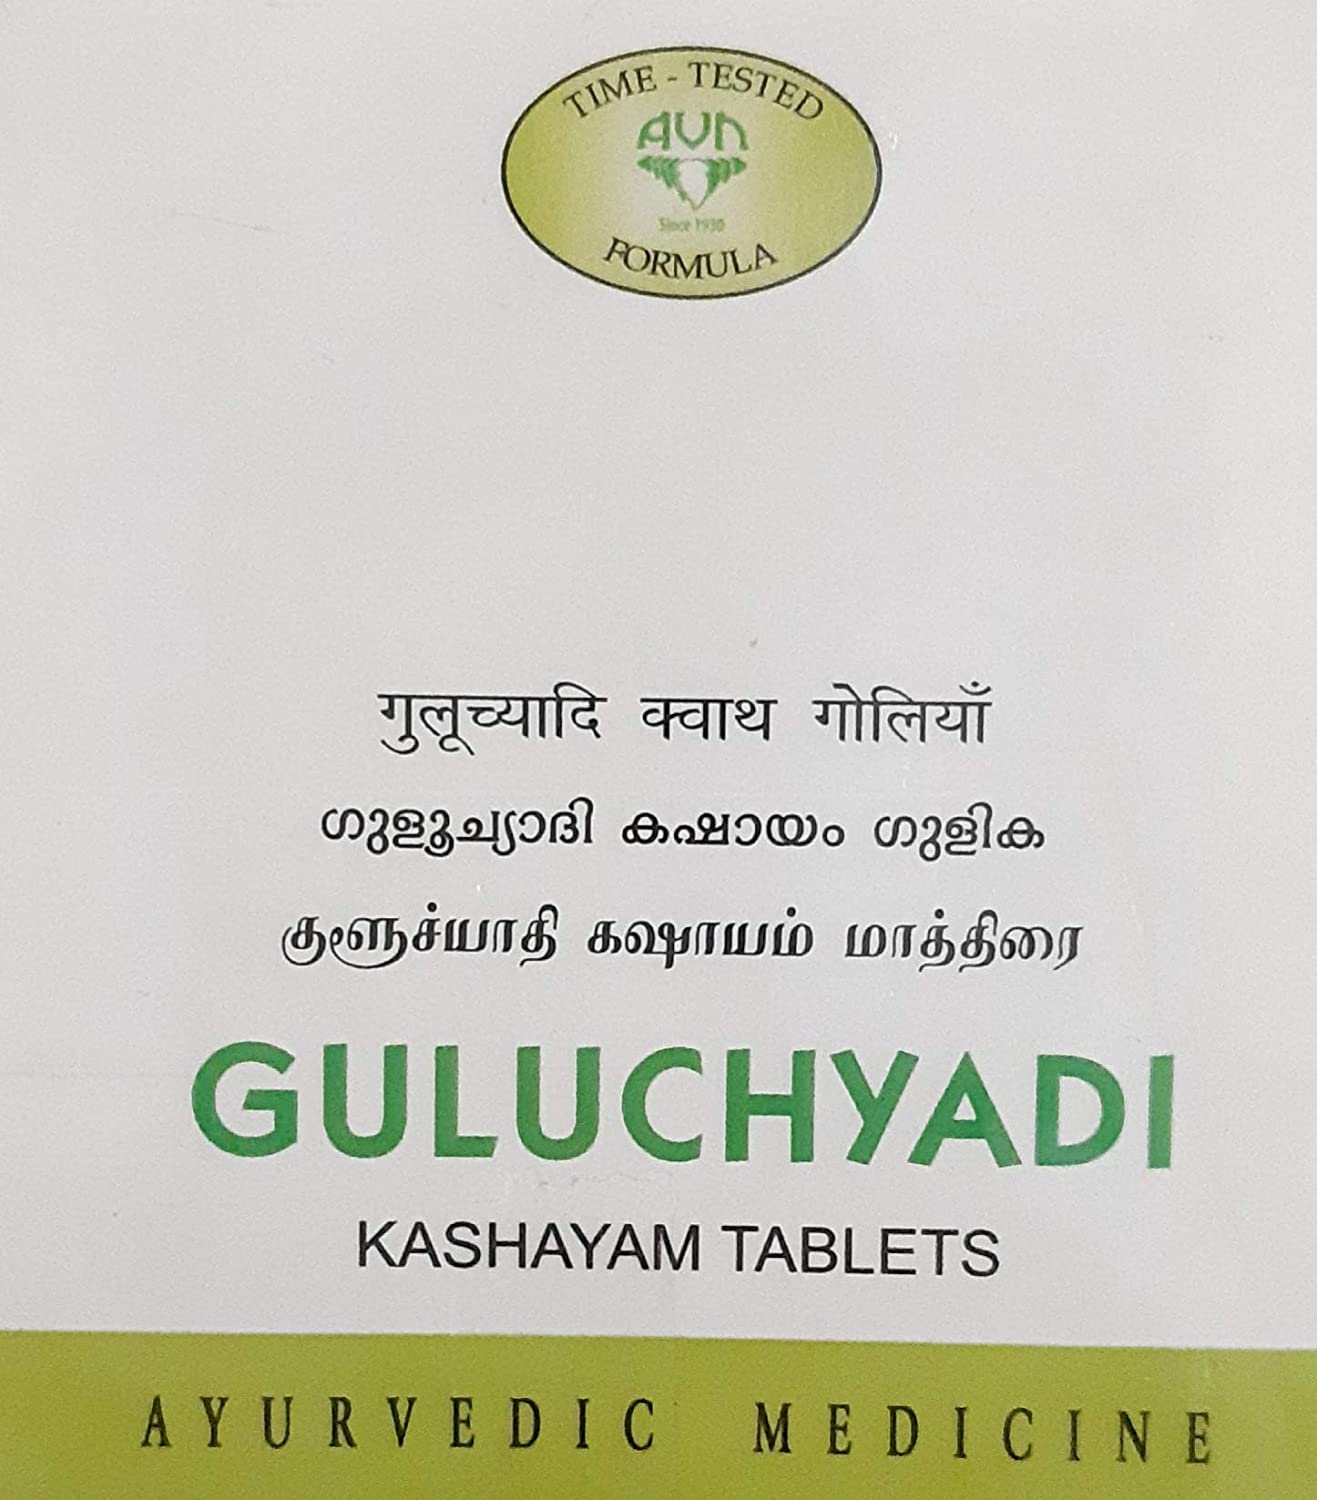 TIME - TESTED
AVN
Since 1930
FORMULA
गुलूच्यादि क्वाथ गोलियाँ
ഗുളൂച്യാദി കഷായം ഗുളിക
குளூச்யாதி கஷாயம் மாத்திரை
GULUCHYADI
KASHAYAM TABLETS
AYURVEDIC MEDICINE